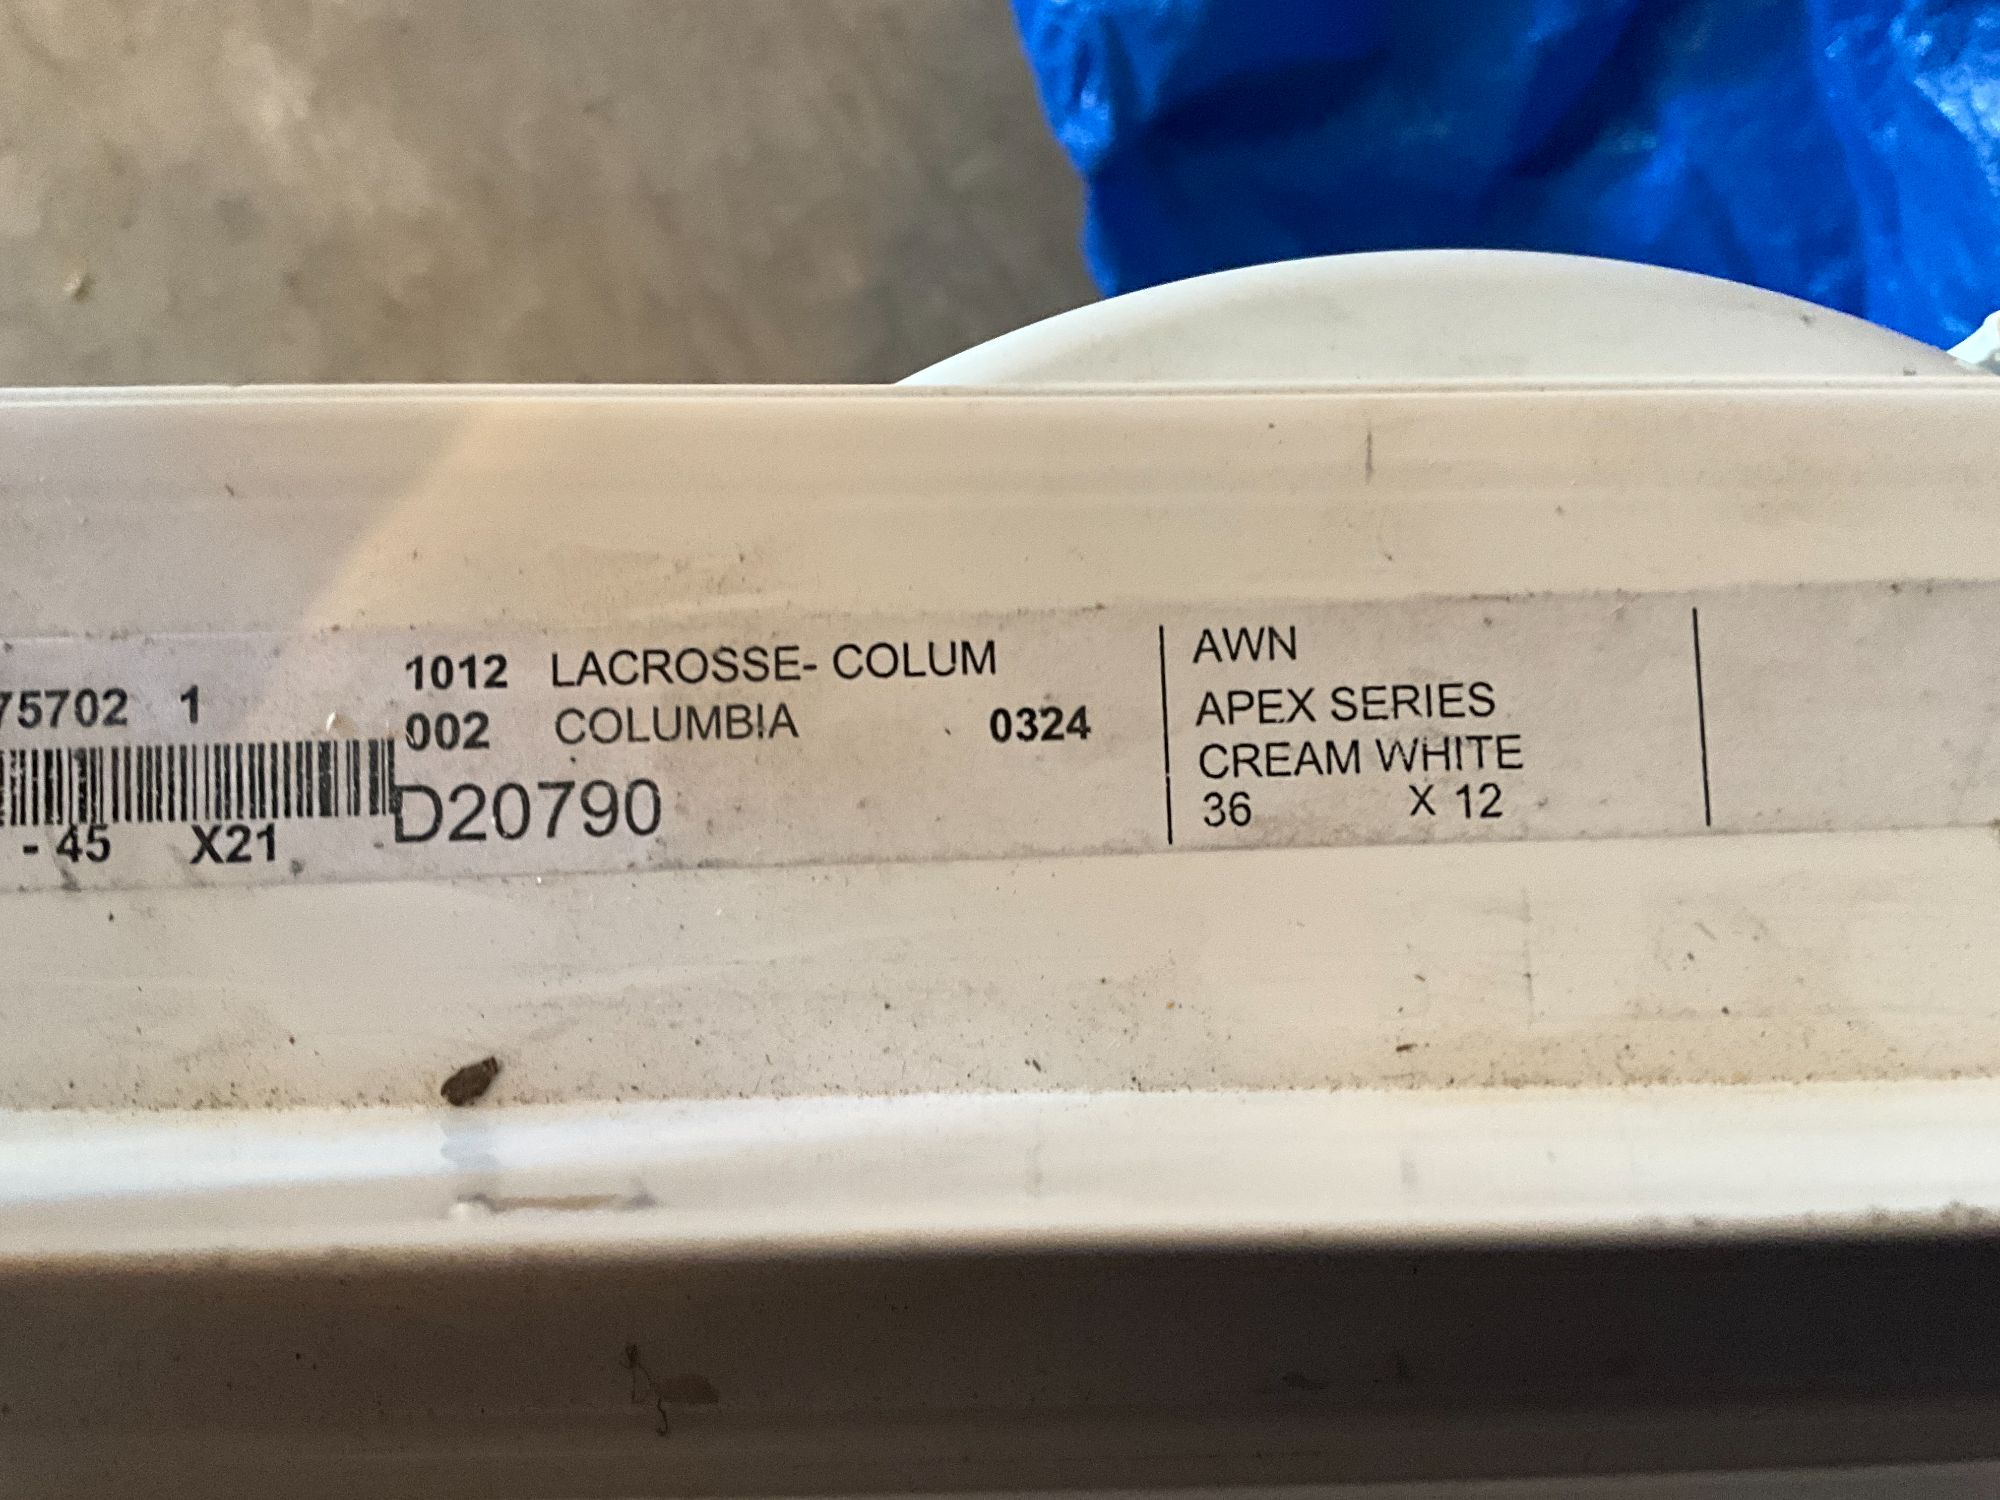 75702 1
- 45 X21
1012 LACROSSE- COLUM
002 COLUMBIA 0324
D20790
AWN
APEX SERIES
CREAM WHITE
36 X 12